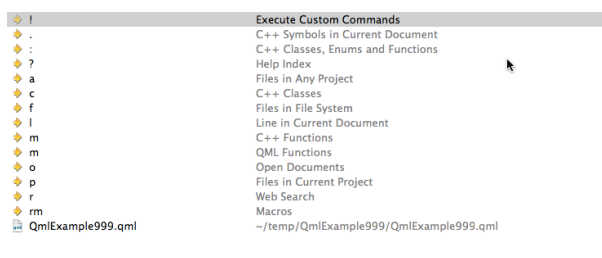 ! Execute Custom Commands
. C++ Symbols in Current Document
: C++ Classes, Enums and Functions
? Help Index
a Files in Any Project
c C++ Classes
f Files in File System
l Line in Current Document
m C++ Functions
m QML Functions
o Open Documents
p Files in Current Project
r Web Search
rm Macros
QmlExample999.qml ~/temp/QmlExample999/QmlExample999.qml